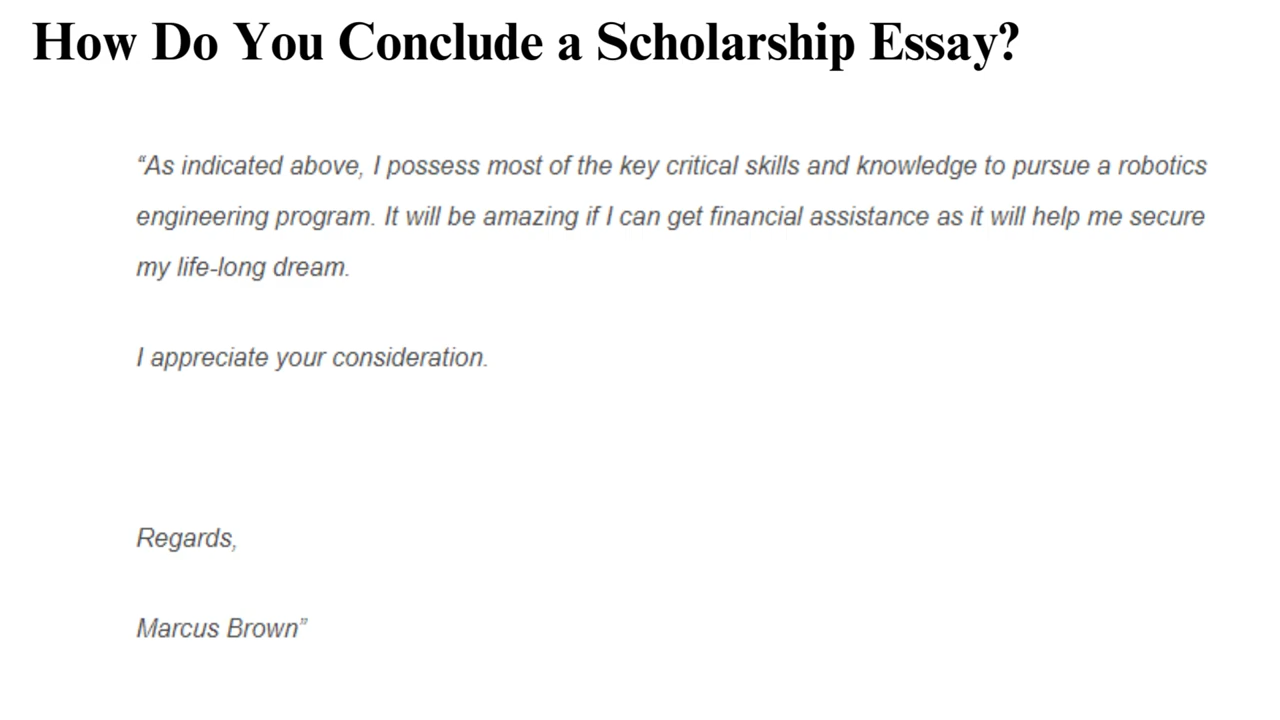 How Do You Conclude a Scholarship Essay?
“As indicated above, I possess most of the key critical skills and knowledge to pursue a robotics
engineering program. It will be amazing if I can get financial assistance as it will help me secure
my life-long dream.
I appreciate your consideration.
Regards,
Marcus Brown”